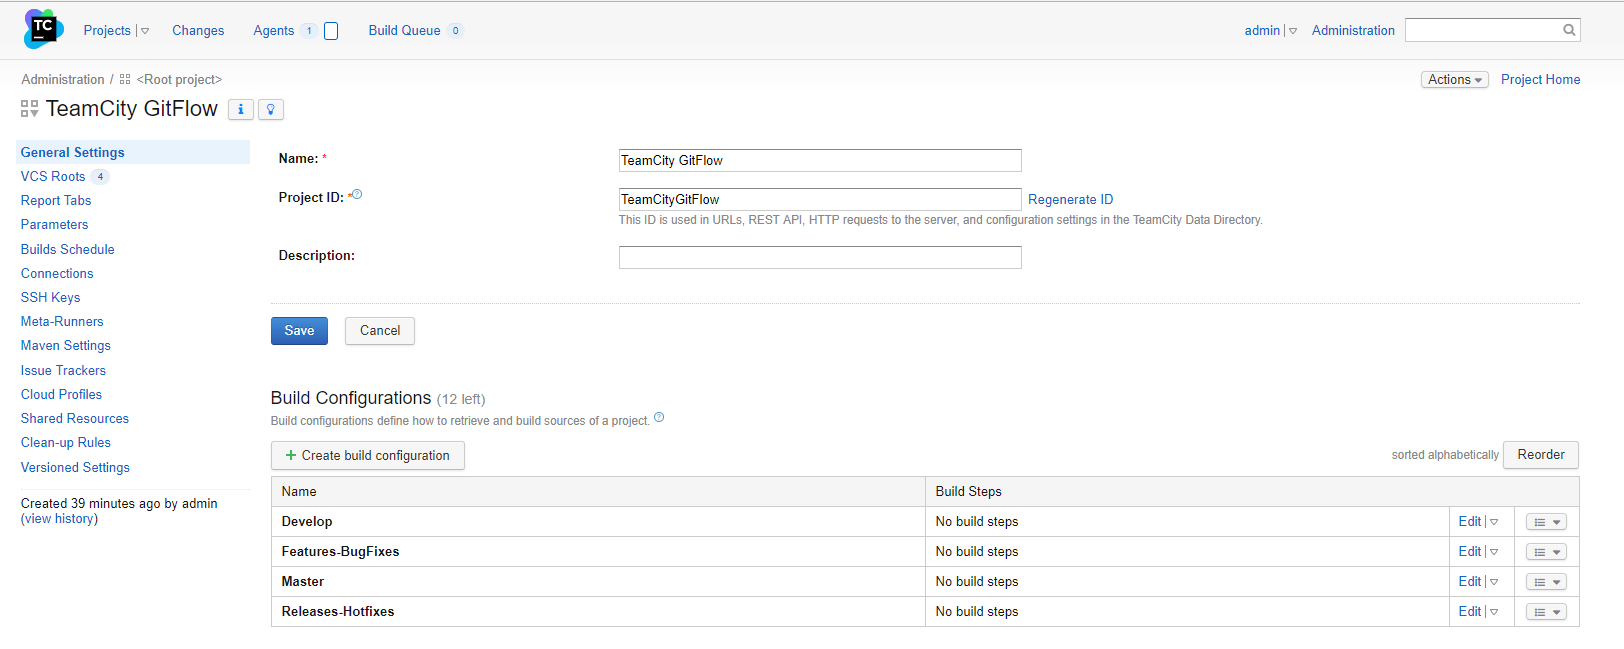 TC Projects Changes Agents 1 Build Queue 0 admin Administration
Administration / <Root project> Actions Project Home
TeamCity GitFlow
General Settings
VCS Roots 4
Report Tabs
Parameters
Builds Schedule
Connections
SSH Keys
Meta-Runners
Maven Settings
Issue Trackers
Cloud Profiles
Shared Resources
Clean-up Rules
Versioned Settings
Created 39 minutes ago by admin
(view history)
Name: * TeamCity GitFlow
Project ID: * TeamCityGitFlow Regenerate ID
This ID is used in URLs, REST API, HTTP requests to the server, and configuration settings in the TeamCity Data Directory.
Description:
Save Cancel
Build Configurations (12 left)
Build configurations define how to retrieve and build sources of a project.
+ Create build configuration sorted alphabetically Reorder
Name Build Steps
Develop No build steps Edit
Features-BugFixes No build steps Edit
Master No build steps Edit
Releases-Hotfixes No build steps Edit